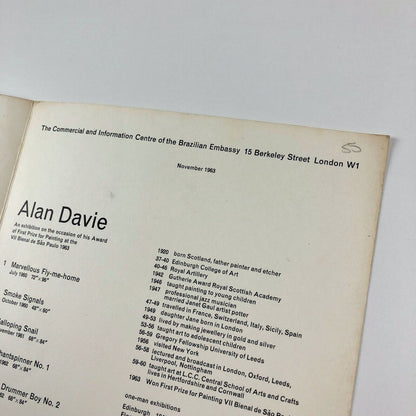 55
The Commercial and Information Centre of the Brazilian Embassy 15 Berkeley Street London W1
November 1963
Alan Davie
An exhibition on the occasion of his Award
of First Prize for Painting at the
VII Bienal de São Paulo 1963
1 Marvellous Fly-me-home
July 1960
Smoke Signals
October 1960
Galloping Snail
1961
No. 1
Drummer Boy No. 2
1920 born Scotland, father painter and etcher
37-40 Edinburgh College of Art
40-45 Royal Artillery
1942 Gutherie Award Royal Scottish Academy
1946 taught painting to young children
1947 professional jazz musician
married Janet Gaul artist potter
47-49 travelled in France, Switzerland, Italy, Sicily, Spain
1949 daughter Jane born in London
49-53 lived by making jewellery in gold and silver
53-56 taught art to adolescent children
56-59 Gregory Fellowship University of Leeds
1956 visited New York
56-58 lectured and broadcast in London, Oxford, Leeds,
Liverpool, Nottingham
59-60 taught art at L.C.C. Central School of Arts and Crafts
lives in Hertfordshire and Cornwall
1963 Won First Prize for Painting VII Bienal de São Paulo
one-man exhibitions
Edinburgh